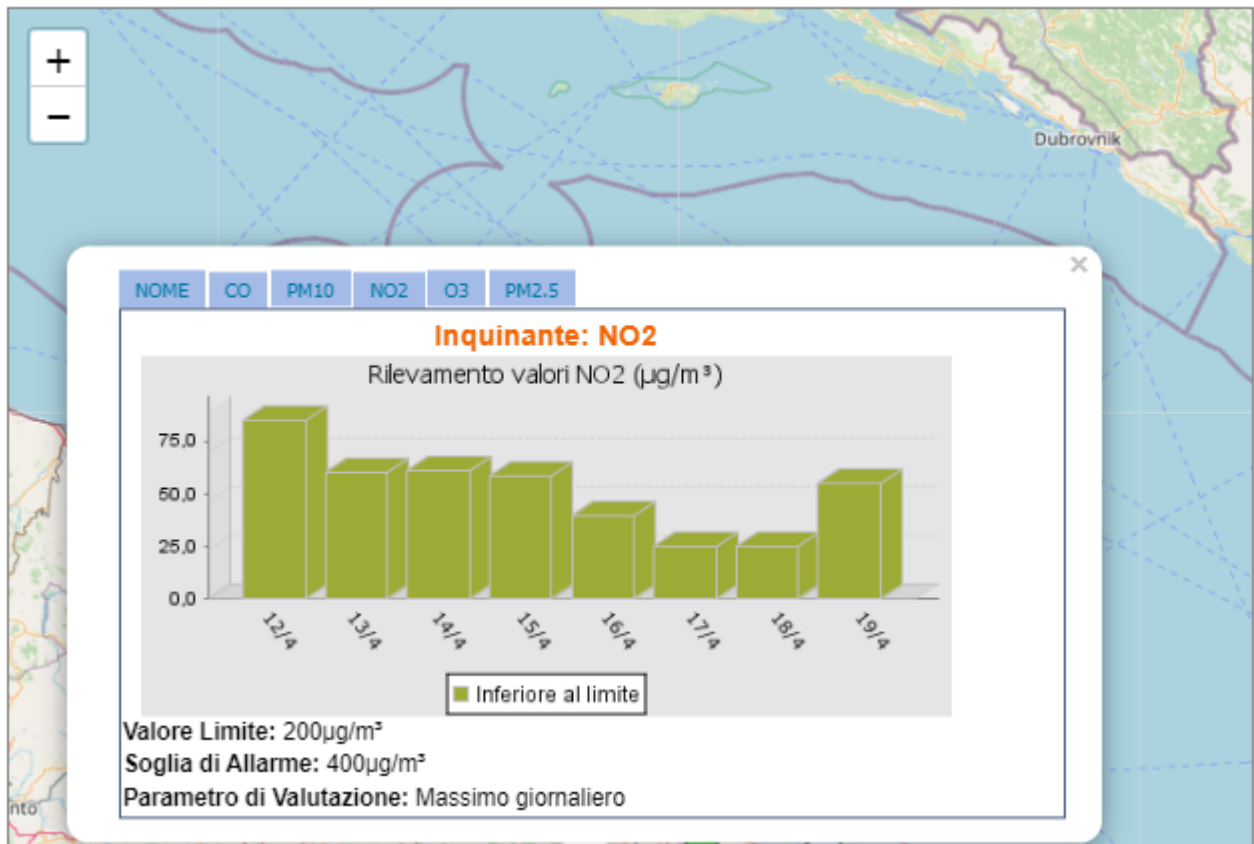 +
−
Dubrovnik
×
NOME CO PM10 NO2 O3 PM2.5
Inquinante: NO2
Rilevamento valori NO2 (µg/m³)
75,0
50,0
25,0
0,0
12/4 13/4 14/4 15/4 16/4 17/4 18/4 19/4
Inferiore al limite
Valore Limite: 200µg/m³
Soglia di Allarme: 400µg/m³
Parametro di Valutazione: Massimo giornaliero
nto